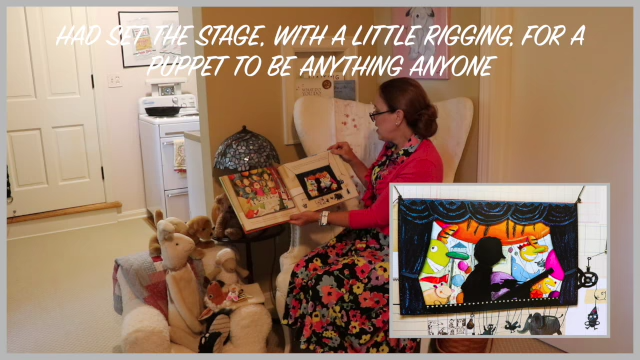 HAD SET THE STAGE, WITH A LITTLE RIGGING, FOR A
PUPPET TO BE ANYTHING ANYONE